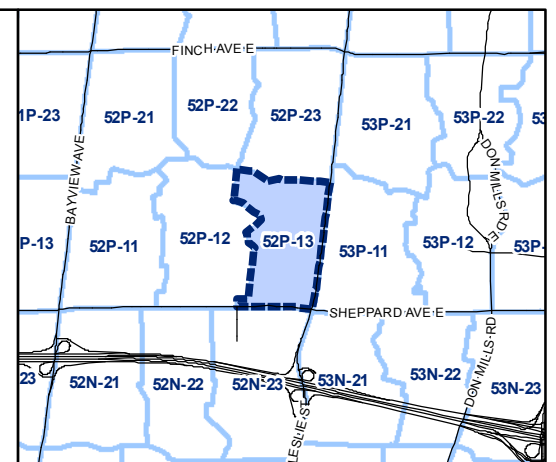 FINCH AVE E
1P-23
52P-21
52P-22
52P-23
53P-21
53P-22
53
BAYVIEW AVE
DON MILLS RD E
P-13
52P-11
52P-12
52P-13
53P-11
53P-12
53P-
SHEPPARD AVE E
23
52N-21
52N-22
52N-23
53N-21
53N-22
53N-23
LESLIE ST
DON MILLS RD